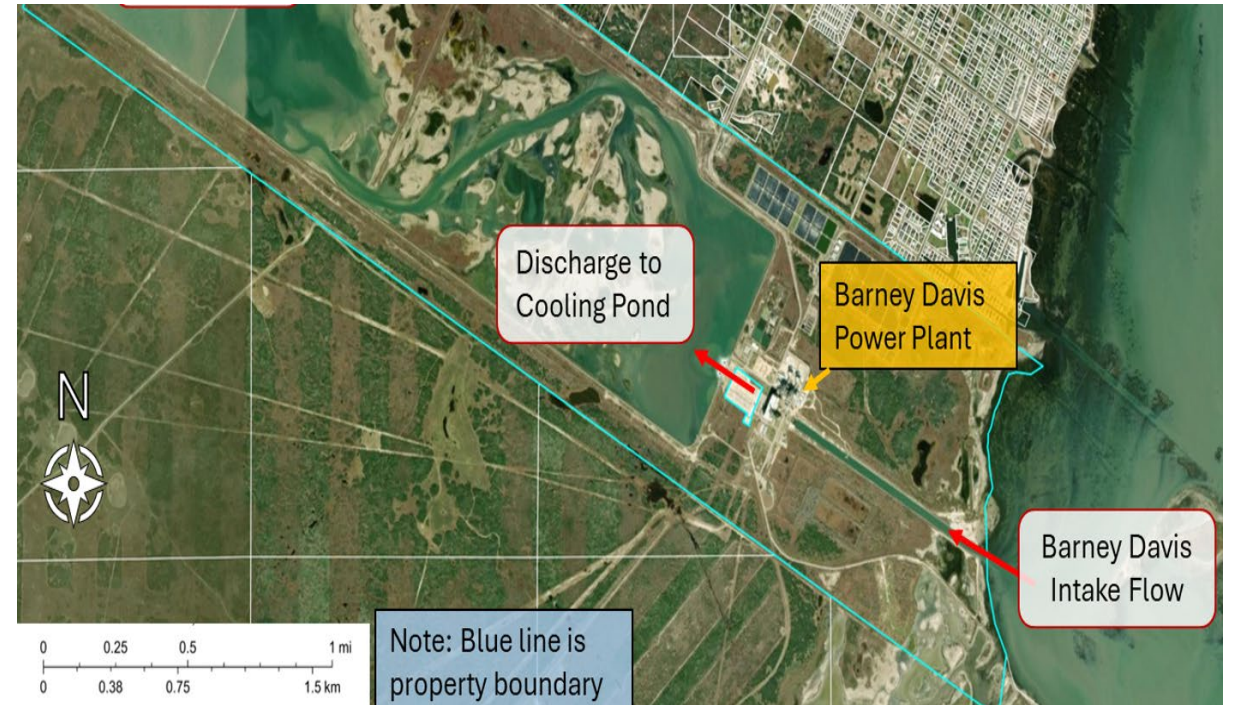 Discharge to
Cooling Pond
Barney Davis
Power Plant
N
Barney Davis
Intake Flow
0 0.25 0.5 1 mi
0 0.38 0.75 1.5 km
Note: Blue line is
property boundary